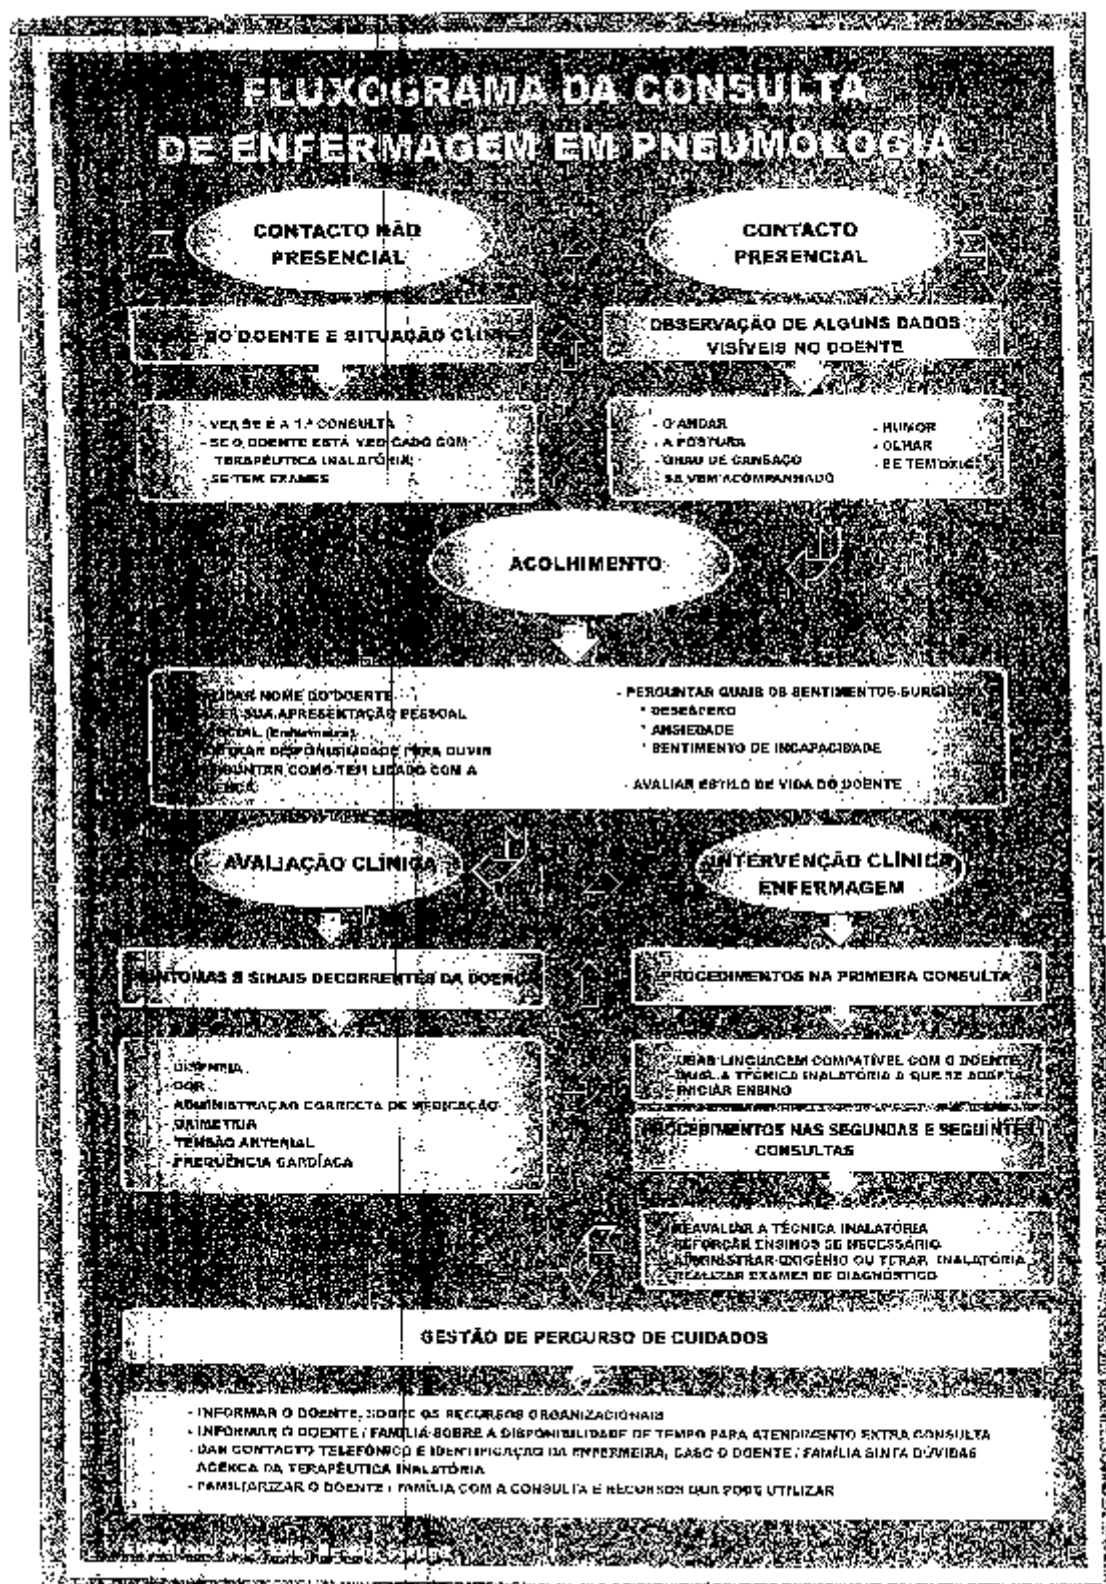 FLUXOGRAMA DA CONSULTA
DE ENFERMAGEM EM PNEUMOLOGIA
CONTACTO NÃO
PRESENCIAL
CONTACTO
PRESENCIAL
DO DOENTE E SITUAÇÃO
OBSERVAÇÃO DE ALGUNS DADOS
VISÍVEIS NO DOENTE
- VER SE É A 1.ª CONSULTA
- SE O DOENTE ESTÁ MEDICADO COM
TERAPÊUTICA INALATÓRIA
- SE TEM EXAMES
- O ANDAR
- A POSTURA
- GRAU DE CANSAÇO
- SE VEM ACOMPANHADO
- HUMOR
- OLHAR
- SE TEM
ACOLHIMENTO
NOME DO DOENTE
SUA APRESENTAÇÃO PESSOAL
(Enfermeira)
DISPONIBILIDADE PARA OUVIR
COMO TEM LIDADO COM A
- PERGUNTAR QUAIS OS SENTIMENTOS
* DESESPERO
* ANSIEDADE
* SENTIMENTO DE INCAPACIDADE
- AVALIAR ESTILO DE VIDA DO DOENTE
AVALIAÇÃO CLÍNICA
INTERVENÇÃO CLÍNICA
ENFERMAGEM
SINTOMAS E SINAIS DECORRENTES DA
PROCEDIMENTOS NA PRIMEIRA CONSULTA
- DISPNEIA
- DOR
- ADMINISTRAÇÃO CORRECTA DE MEDICAÇÃO
- OXIMETRIA
- TENSÃO ARTERIAL
- FREQUÊNCIA CARDÍACA
USAR LINGUAGEM COMPATÍVEL COM O DOENTE
QUAL A TÉCNICA INALATÓRIA A QUE SE
INICIAR ENSINO
PROCEDIMENTOS NAS SEGUNDAS E SEGUINTES
CONSULTAS
REAVALIAR A TÉCNICA INALATÓRIA
REFORÇAR ENSINOS SE NECESSÁRIO
ADMINISTRAR OXIGÉNIO OU TERAP. INALATÓRIA
REALIZAR EXAMES DE DIAGNÓSTICO
GESTÃO DE PERCURSO DE CUIDADOS
- INFORMAR O DOENTE, SOBRE OS RECURSOS ORGANIZACIONAIS
- INFORMAR O DOENTE / FAMÍLIA SOBRE A DISPONIBILIDADE DE TEMPO PARA ATENDIMENTO EXTRA CONSULTA
- DAR CONTACTO TELEFÓNICO E IDENTIFICAÇÃO DA ENFERMEIRA, CASO O DOENTE / FAMÍLIA SINTA DÚVIDAS
ACERCA DA TERAPÊUTICA INALATÓRIA
- FAMILIARIZAR O DOENTE / FAMÍLIA COM A CONSULTA E RECURSOS QUE PODE UTILIZAR